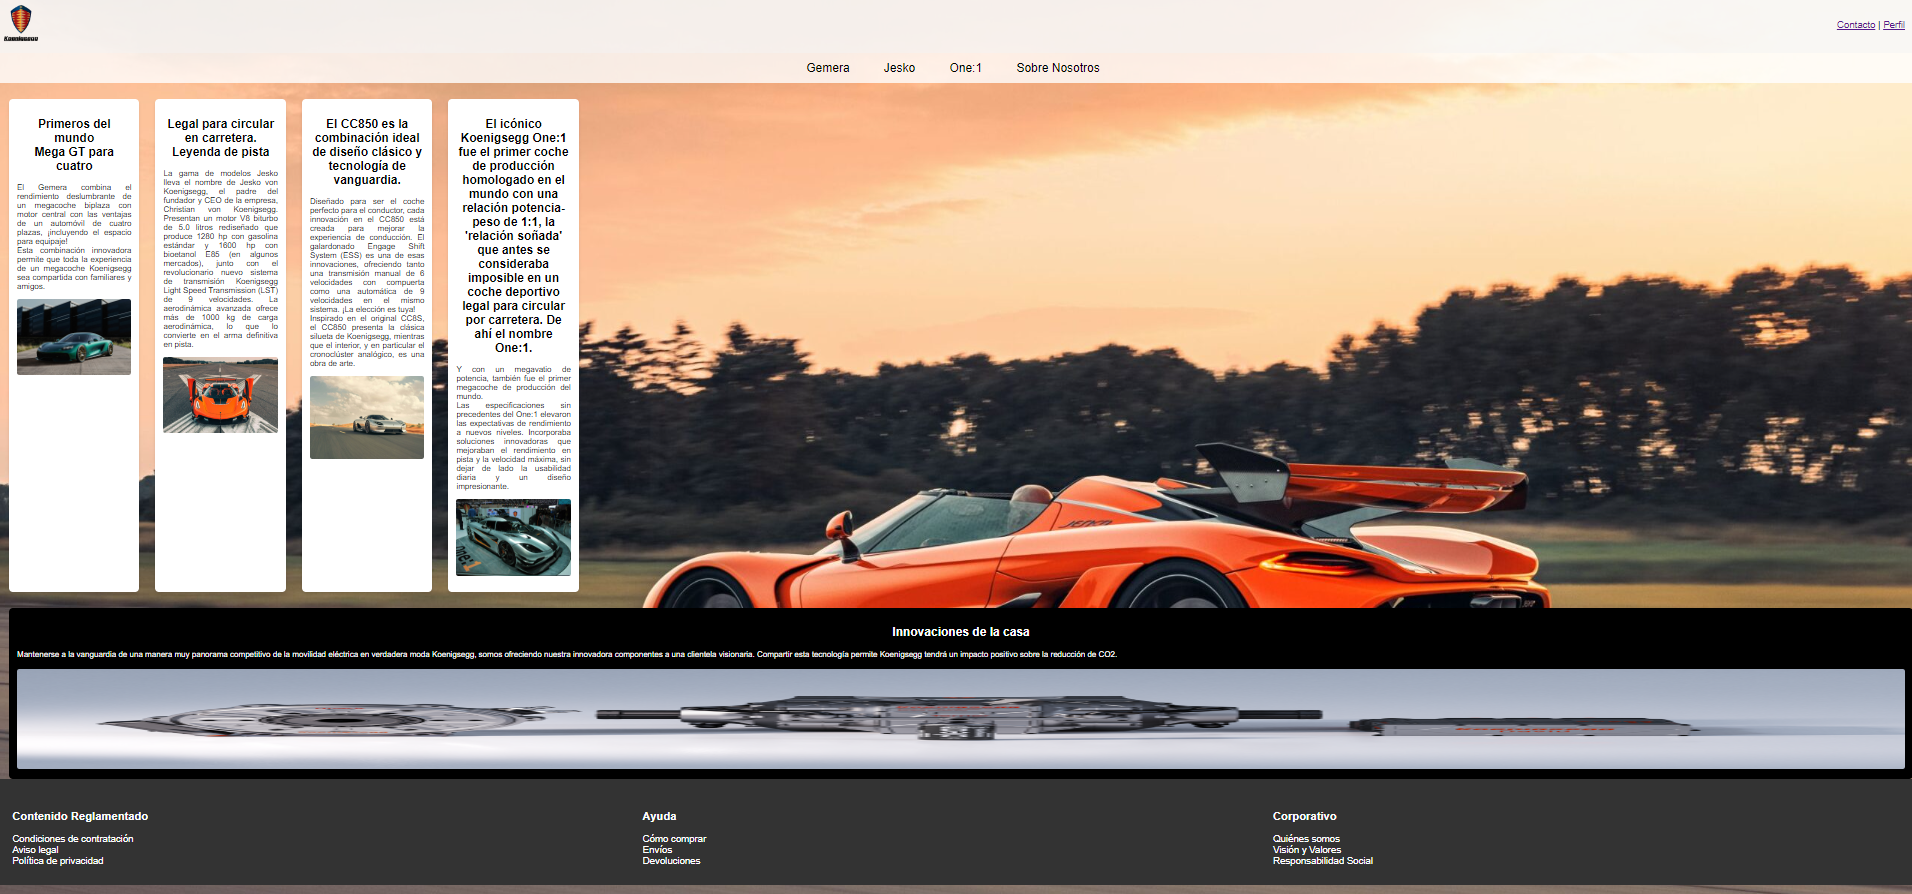 Koenigsegg
Contacto | Perfil
Gemera Jesko One:1 Sobre Nosotros
Primeros del
mundo
Mega GT para
cuatro
El Gemera combina el
rendimiento deslumbrante de
un megacoche biplaza con
motor central con las ventajas
de un automóvil de cuatro
plazas, ¡incluyendo el espacio
para equipaje!
Esta combinación innovadora
permite que toda la experiencia
de un megacoche Koenigsegg
sea compartida con familiares y
amigos.
Legal para circular
en carretera.
Leyenda de pista
La gama de modelos Jesko
lleva el nombre de Jesko von
Koenigsegg, el padre del
fundador y CEO de la empresa,
Christian von Koenigsegg.
Presentan un motor V8 biturbo
de 5.0 litros rediseñado que
produce 1280 hp con gasolina
estándar y 1600 hp con
bioetanol E85 (en algunos
mercados), junto con el
revolucionario nuevo sistema
de transmisión Koenigsegg
Light Speed Transmission (LST)
de 9 velocidades. La
aerodinámica avanzada ofrece
más de 1000 kg de carga
aerodinámica, lo que lo
convierte en el arma definitiva
en pista.
El CC850 es la
combinación ideal
de diseño clásico y
tecnología de
vanguardia.
Diseñado para ser el coche
perfecto para el conductor, cada
innovación en el CC850 está
creada para mejorar la
experiencia de conducción. El
galardonado Engage Shift
System (ESS) es una de esas
innovaciones, ofreciendo tanto
una transmisión manual de 6
velocidades con compuerta
como una automática de 9
velocidades en el mismo
sistema. ¡La elección es tuya!
Inspirado en el original CC8S,
el CC850 presenta la clásica
silueta de Koenigsegg, mientras
que el interior, y en particular el
cronoclúster analógico, es una
obra de arte.
El icónico
Koenigsegg One:1
fue el primer coche
de producción
homologado en el
mundo con una
relación potencia-
peso de 1:1, la
'relación soñada'
que antes se
consideraba
imposible en un
coche deportivo
legal para circular
por carretera. De
ahí el nombre
One:1.
Y con un megavatio de
potencia, también fue el primer
megacoche de producción del
mundo.
Las especificaciones sin
precedentes del One:1 elevaron
las expectativas de rendimiento
a nuevos niveles. Incorporaba
soluciones innovadoras que
mejoraban el rendimiento en
pista y la velocidad máxima, sin
dejar de lado la usabilidad
diaria y un diseño
impresionante.
JESKO
Innovaciones de la casa
Mantenerse a la vanguardia de una manera muy panorama competitivo de la movilidad eléctrica en verdadera moda Koenigsegg, somos ofreciendo nuestra innovadora componentes a una clientela visionaria. Compartir esta tecnología permite Koenigsegg tendrá un impacto positivo sobre la reducción de CO2.
Contenido Reglamentado
Condiciones de contratación
Aviso legal
Política de privacidad
Ayuda
Cómo comprar
Envíos
Devoluciones
Corporativo
Quiénes somos
Visión y Valores
Responsabilidad Social